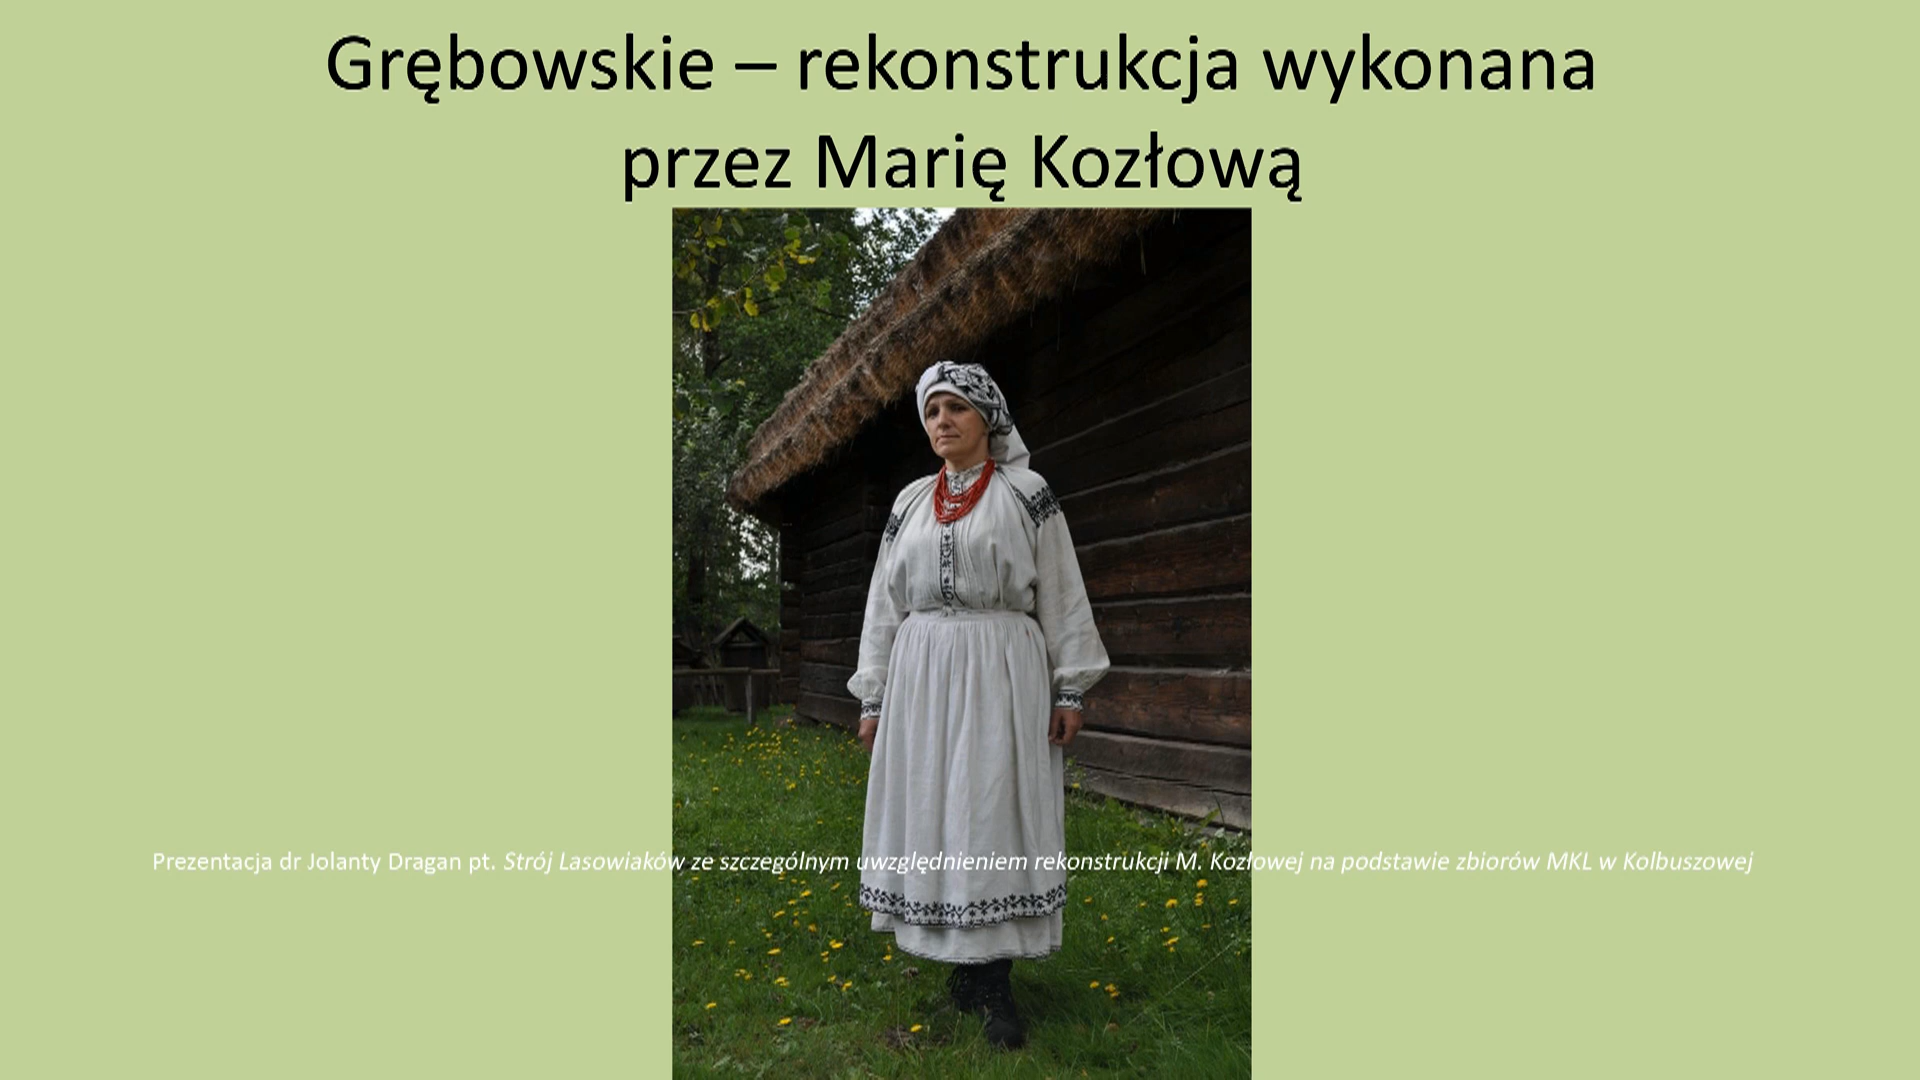 Grębowskie – rekonstrukcja wykonana
przez Marię Kozłową
Prezentacja dr Jolanty Dragan pt. Strój Lasowiaków ze szczególnym uwzględnieniem rekonstrukcji M. Kozłowej na podstawie zbiorów MKL w Kolbuszowej